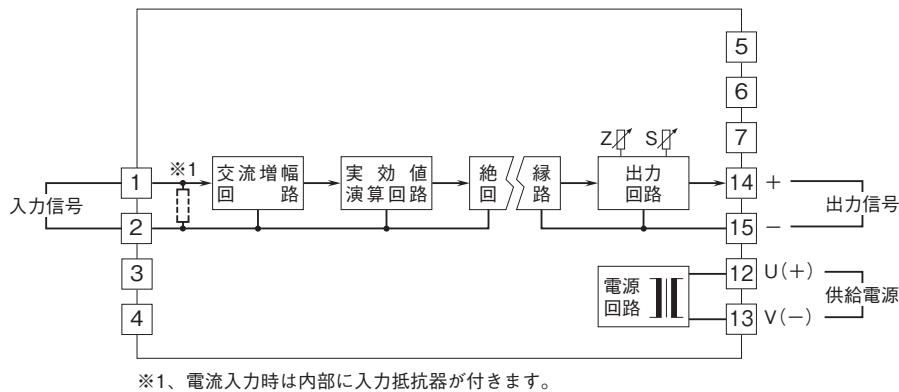 5
6
7
Z S
※1
1
交流増幅
回路
実効値
演算回路
絶縁
回路
出力
回路
14 +
入力信号
出力信号
2
15 −
3
12 U(+)
電源
回路
供給電源
4
13 V(−)
※1、電流入力時は内部に入力抵抗器が付きます。